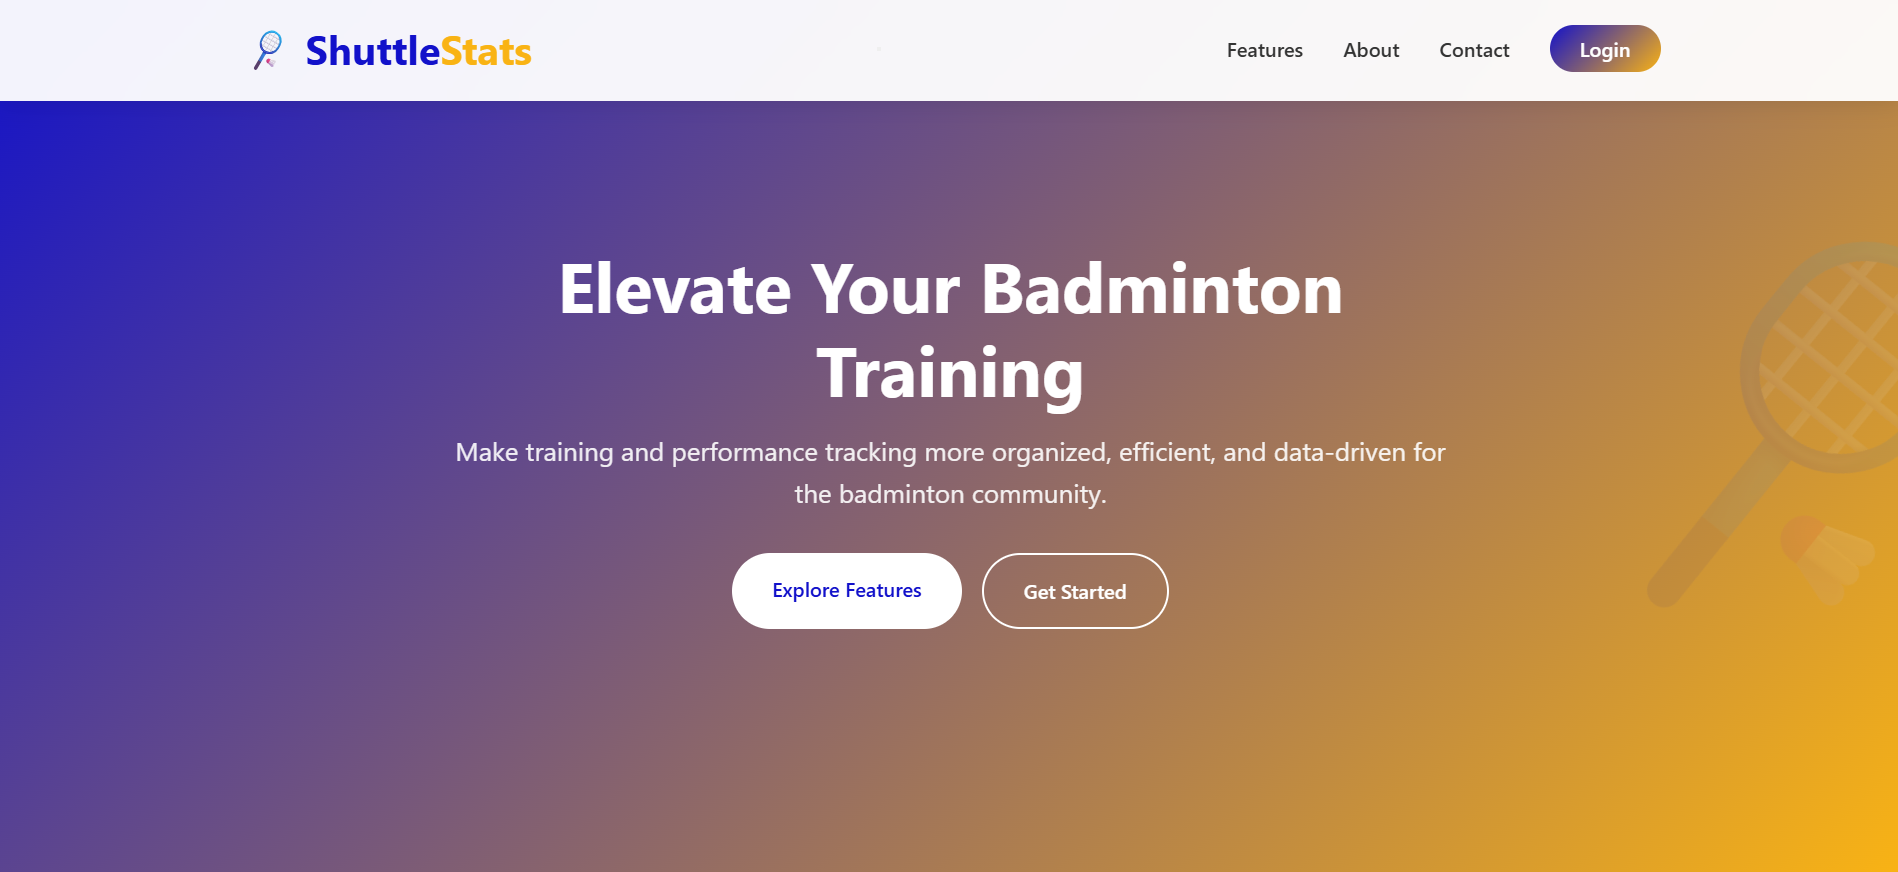 ShuttleStats
Features
About
Contact
Login
Elevate Your Badminton
Training
Make training and performance tracking more organized, efficient, and data-driven for
the badminton community.
Explore Features
Get Started